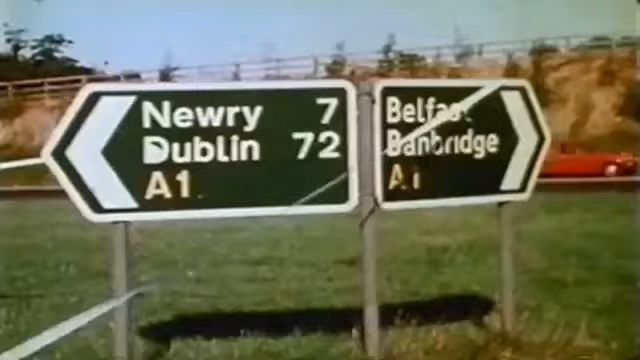 Newry 7
Dublin 72
A1
Belfast
Banbridge
A1